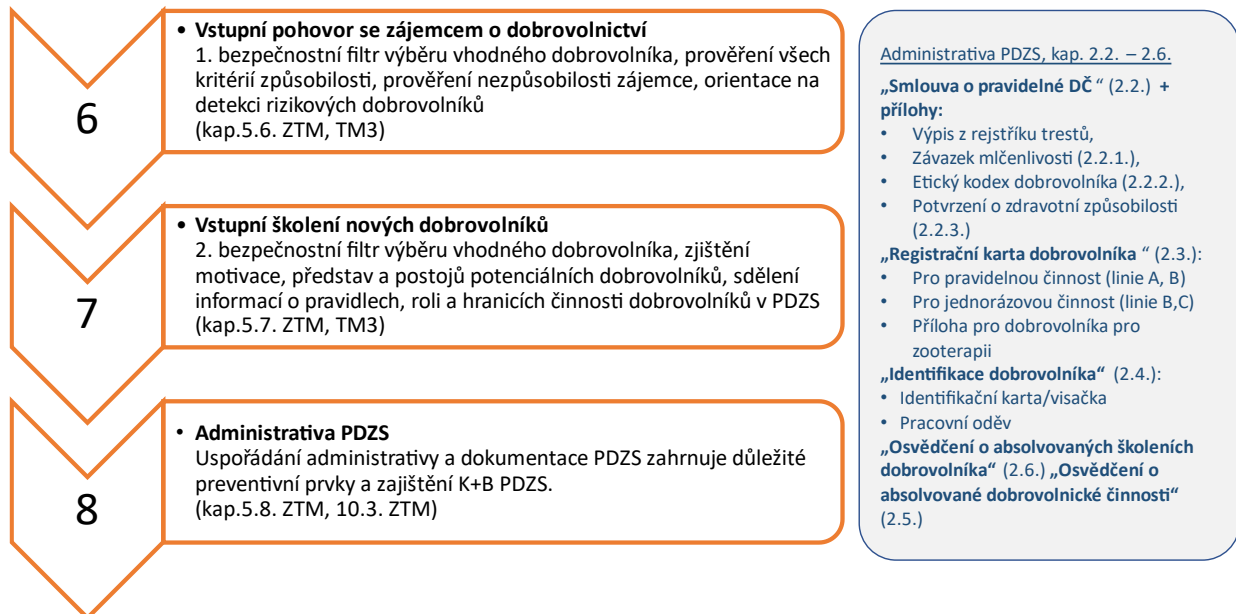 6
• Vstupní pohovor se zájemcem o dobrovolnictví
1. bezpečnostní filtr výběru vhodného dobrovolníka, prověření všech
kritérií způsobilosti, prověření nezpůsobilosti zájemce, orientace na
detekci rizikových dobrovolníků
(kap.5.6. ZTM, TM3)
7
• Vstupní školení nových dobrovolníků
2. bezpečnostní filtr výběru vhodného dobrovolníka, zjištění
motivace, představ a postojů potenciálních dobrovolníků, sdělení
informací o pravidlech, roli a hranicích činnosti dobrovolníků v PDZS
(kap.5.7. ZTM, TM3)
8
• Administrativa PDZS
Uspořádání administrativy a dokumentace PDZS zahrnuje důležité
preventivní prvky a zajištění K+B PDZS.
(kap.5.8. ZTM, 10.3. ZTM)
Administrativa PDZS, kap. 2.2. – 2.6.
„Smlouva o pravidelné DČ “ (2.2.) +
přílohy:
• Výpis z rejstříku trestů,
• Závazek mlčenlivosti (2.2.1.),
• Etický kodex dobrovolníka (2.2.2.),
• Potvrzení o zdravotní způsobilosti
(2.2.3.)
„Registrační karta dobrovolníka “ (2.3.):
• Pro pravidelnou činnost (linie A, B)
• Pro jednorázovou činnost (linie B,C)
• Příloha pro dobrovolníka pro
zooterapii
„Identifikace dobrovolníka“ (2.4.):
• Identifikační karta/visačka
• Pracovní oděv
„Osvědčení o absolvovaných školeních
dobrovolníka“ (2.6.) „Osvědčení o
absolvované dobrovolnické činnosti“
(2.5.)